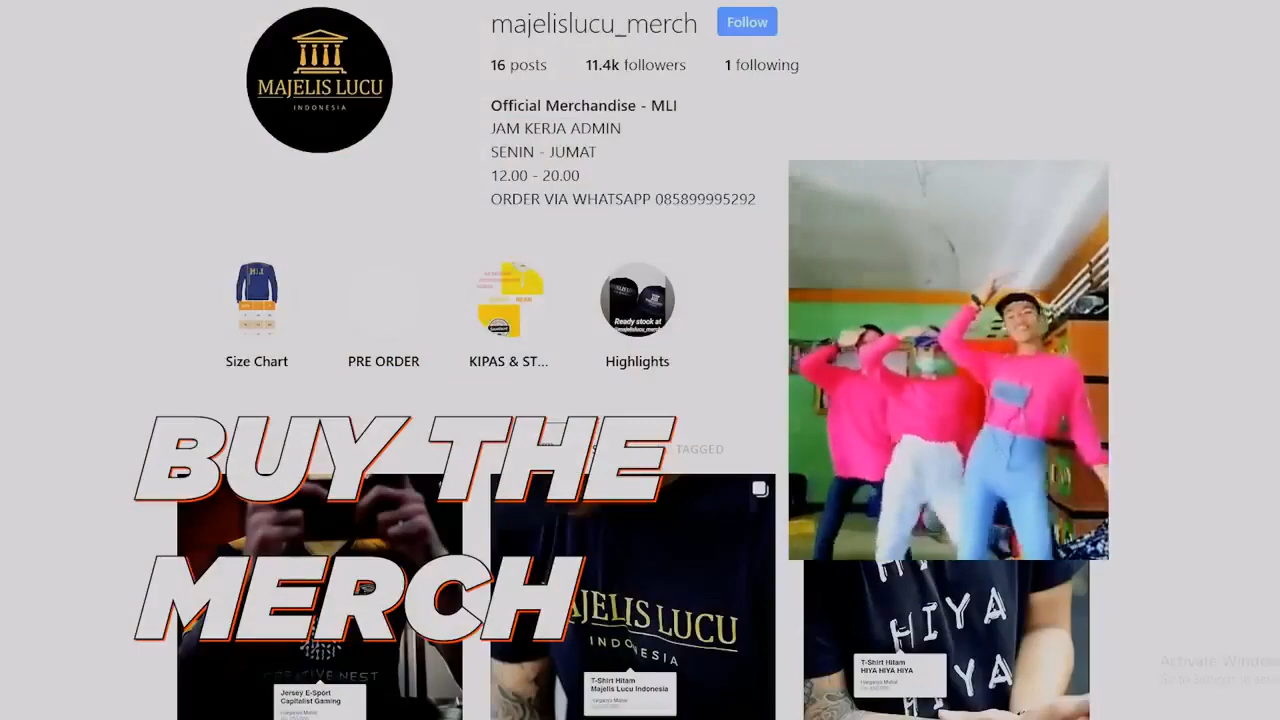 majelislucu_merch
Follow
16 posts 11.4k followers 1 following
MAJELIS LUCU
INDONESIA
Official Merchandise - MLI
JAM KERJA ADMIN
SENIN - JUMAT
12.00 - 20.00
ORDER VIA WHATSAPP 085899995292
Ready stock at
Size Chart
PRE ORDER
KIPAS & ST...
Highlights
TAGGED
BUY THE
MERCH
MAJELIS LUCU
INDONESIA
HIYA
HIYA
T-Shirt Hitam
HIYA HIYA HIYA
T-Shirt Hitam
Majelis Lucu Indonesia
Jersey E-Sport
Capitalist Gaming
Activate Windows